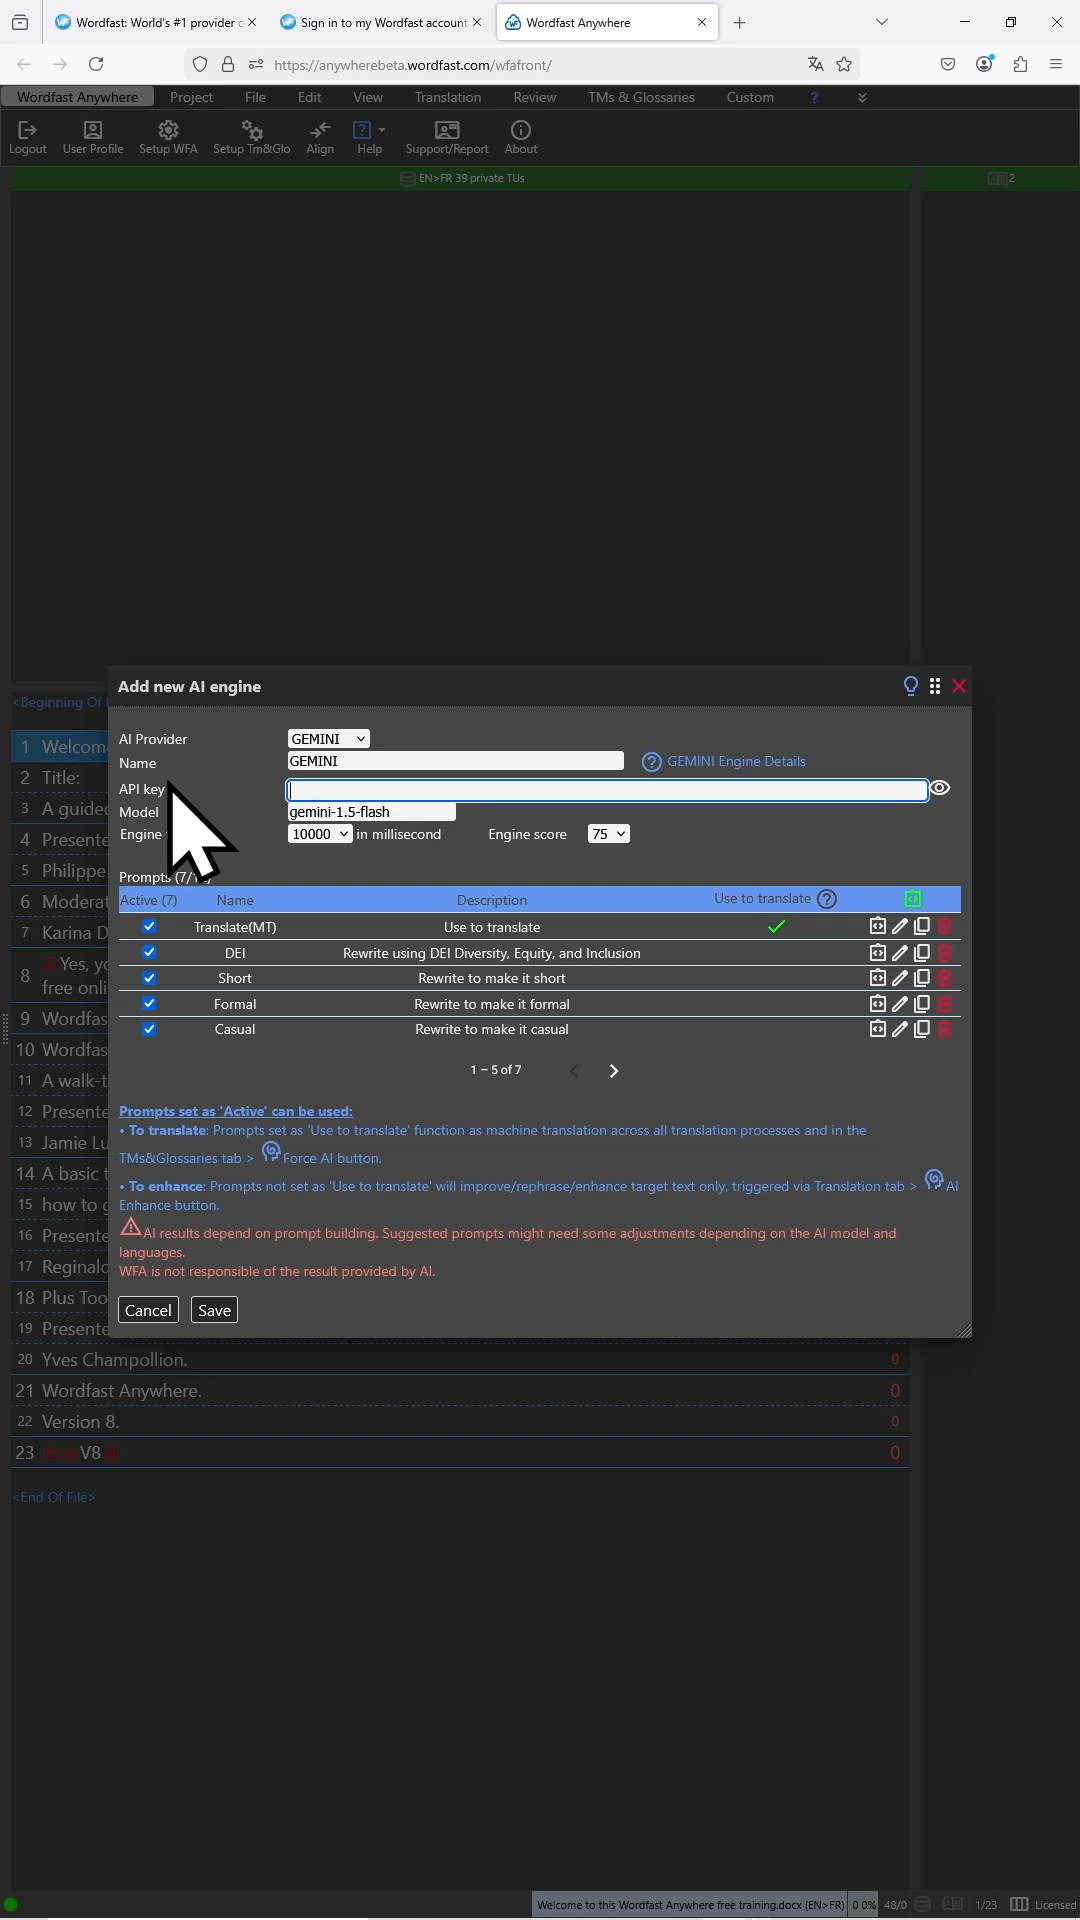 Wordfast: World's #1 provider
Sign in to my Wordfast account
Wordfast Anywhere
https://anywherebeta.wordfast.com/wfafront/
Wordfast Anywhere Project File Edit View Translation Review TMs & Glossaries Custom ?
Logout User Profile Setup WFA Setup Tm&Glo Align Help Support/Report About
EN>FR 39 private TUs
2
<Beginning Of
Add new AI engine
AI Provider GEMINI
Name GEMINI GEMINI Engine Details
API key
Model gemini-1.5-flash
Engine 10000 in millisecond Engine score 75
Prompts (7/
Active (7) Name Description Use to translate
Translate(MT) Use to translate
DEI Rewrite using DEI Diversity, Equity, and Inclusion
Short Rewrite to make it short
Formal Rewrite to make it formal
Casual Rewrite to make it casual
1 – 5 of 7
Prompts set as 'Active' can be used:
• To translate: Prompts set as 'Use to translate' function as machine translation across all translation processes and in the
TMs&Glossaries tab > Force AI button.
• To enhance: Prompts not set as 'Use to translate' will improve/rephrase/enhance target text only, triggered via Translation tab > AI
Enhance button.
AI results depend on prompt building. Suggested prompts might need some adjustments depending on the AI model and
languages.
WFA is not responsible of the result provided by AI.
Cancel Save
1 Welcom
2 Title:
3 A guide
4 Presente
5 Philippe
6 Moderat
7 Karina D
8 Yes, yo
free onli
9 Wordfas
10 Wordfas
11 A walk-t
12 Presente
13 Jamie Lu
14 A basic t
15 how to g
16 Presente
17 Reginald
18 Plus Too
19 Presente
20 Yves Champollion. 0
21 Wordfast Anywhere. 0
22 Version 8. 0
23 V8 0
<End Of File>
Welcome to this Wordfast Anywhere free training.docx (EN>FR) 0 0% 48/0 1/23 Licensed